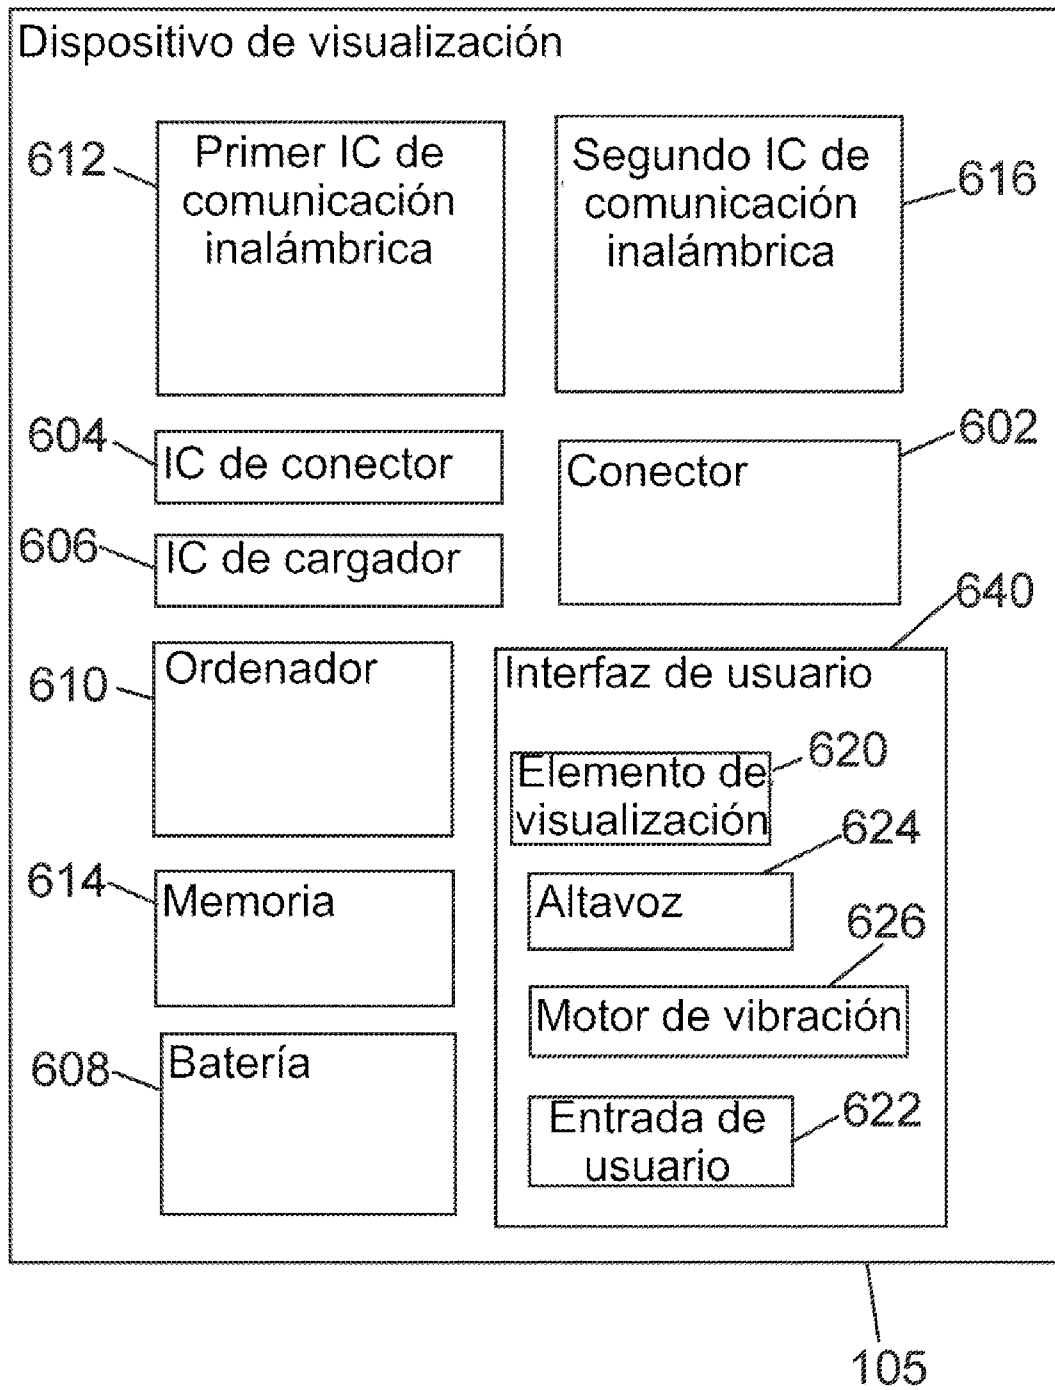 Dispositivo de visualización
612
Primer IC de
comunicación
inalámbrica
Segundo IC de
comunicación
inalámbrica
616
604
IC de conector
602
Conector
606
IC de cargador
640
610
Ordenador
Interfaz de usuario
620
Elemento de
visualización
624
614
Memoria
Altavoz
626
Motor de vibración
608
Batería
622
Entrada de
usuario
105